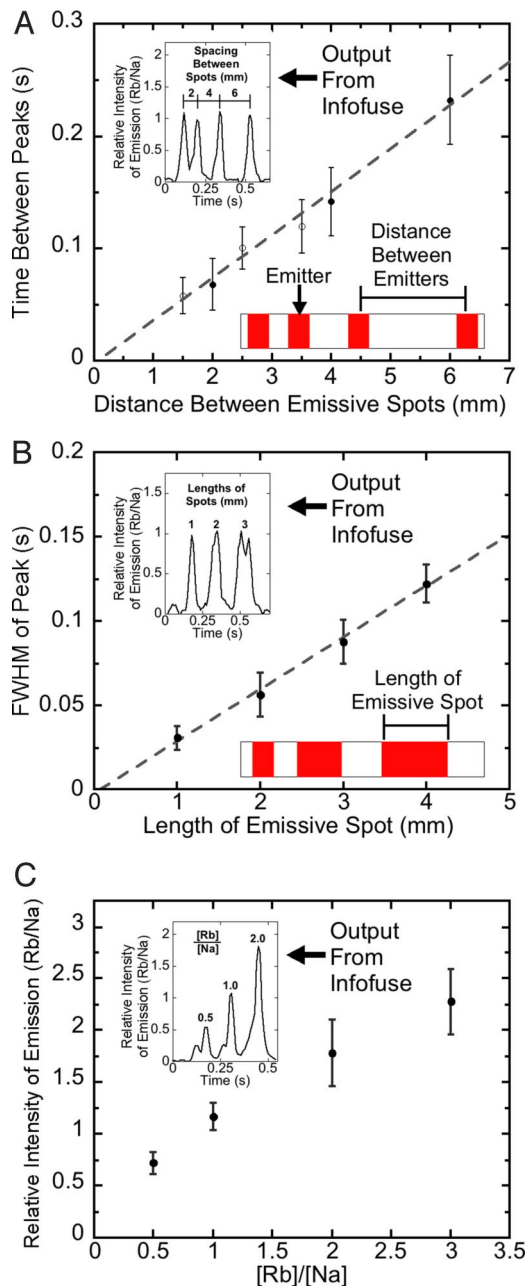 A
Time Between Peaks (s)
0.3
0.2
0.1
0
0 1 2 3 4 5 6 7
Distance Between Emissive Spots (mm)
Relative Intensity
of Emission (Rb/Na)
2
1.5
1
0.5
0
Spacing
Between
Spots (mm)
2 4 6
0 0.25 0.5
Time (s)
Output
From
Infofuse
Emitter
Distance
Between
Emitters
B
FWHM of Peak (s)
0.2
0.15
0.1
0.05
0
0 1 2 3 4 5
Length of Emissive Spot (mm)
Relative Intensity
of Emission (Rb/Na)
1.5
1
0.5
0
Lengths of
Spots (mm)
1 2 3
0 0.25 0.5
Time (s)
Output
From
Infofuse
Length of
Emissive Spot
C
Relative Intensity of Emission (Rb/Na)
3
2.5
2
1.5
1
0.5
0
0 0.5 1 1.5 2 2.5 3 3.5
[Rb]/[Na]
Relative Intensity
of Emission (Rb/Na)
2
1.5
1
0.5
0
[Rb]
[Na]
0.5
1.0
2.0
0 0.25 0.5
Time (s)
Output
From
Infofuse